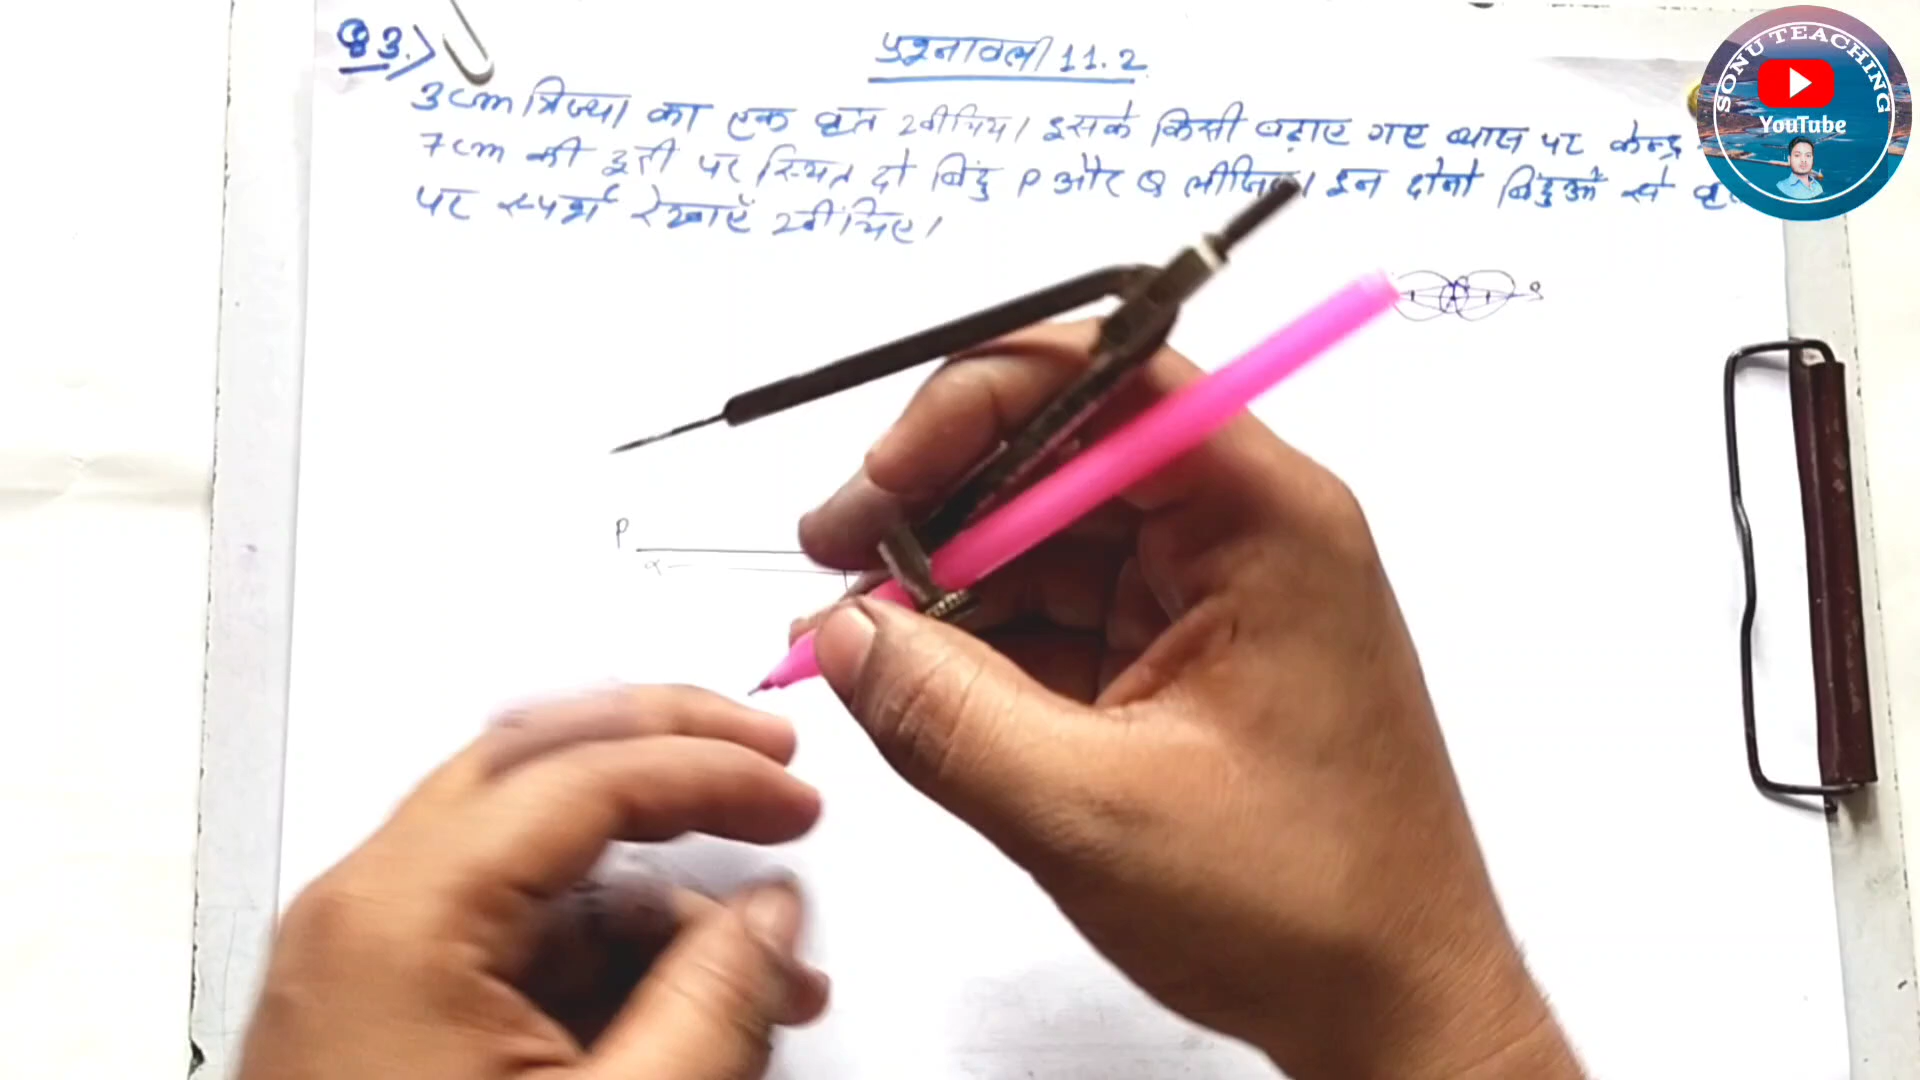 Q3.>
प्रश्नावली 11.2
3cm त्रिज्या का एक वृत खींचिय। इसके किसी बढ़ाए गए व्यास पर केन्द्र
7cm की दूरी पर स्थित दो बिंदु P और Q लीजिए। इन दोनो बिंदुओं से वृत
पर स्पर्श रेखाएँ खींचिए।
P
SONU TEACHING
YouTube